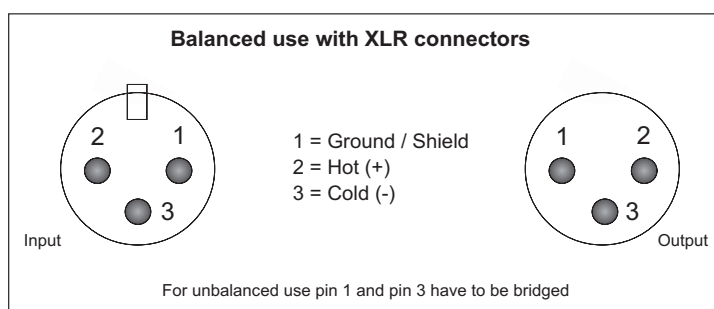 Balanced use with XLR connectors
2 1
3
Input
1 = Ground / Shield
2 = Hot (+)
3 = Cold (-)
1 2
3
Output
For unbalanced use pin 1 and pin 3 have to be bridged